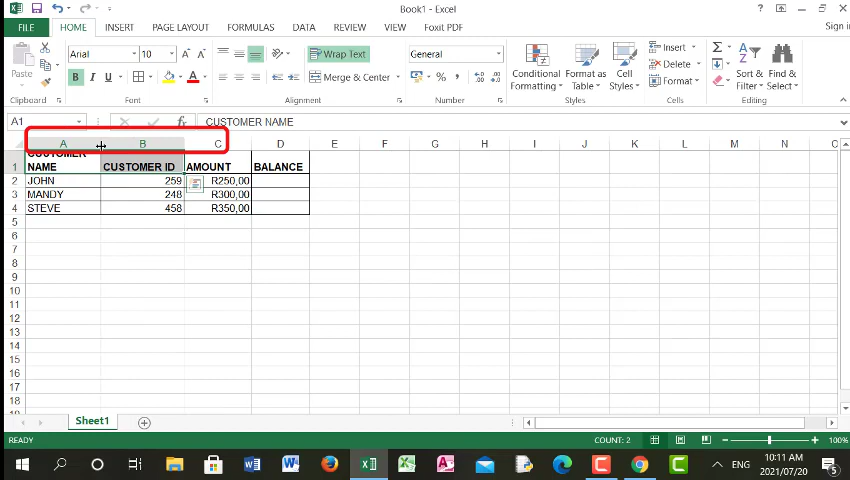 Book1 - Excel
?
Sign in
FILE
HOME
INSERT
PAGE LAYOUT
FORMULAS
DATA
REVIEW
VIEW
Foxit PDF
Paste
Arial
10
A A
B I U
A
Wrap Text
Merge & Center
General
%
Conditional Formatting
Format as Table
Cell Styles
Insert
Delete
Format
Sort & Filter
Find & Select
Clipboard
Font
Alignment
Number
Styles
Cells
Editing
A1
fx
CUSTOMER NAME
A B C D E F G H I J K L M N O
1 CUSTOMER NAME CUSTOMER ID AMOUNT BALANCE
2 JOHN 259 R250,00
3 MANDY 248 R300,00
4 STEVE 458 R350,00
5
6
7
8
9
10
11
12
13
14
15
16
17
18
19
Sheet1
READY
COUNT: 2
100%
ENG
10:11 AM
2021/07/20
5